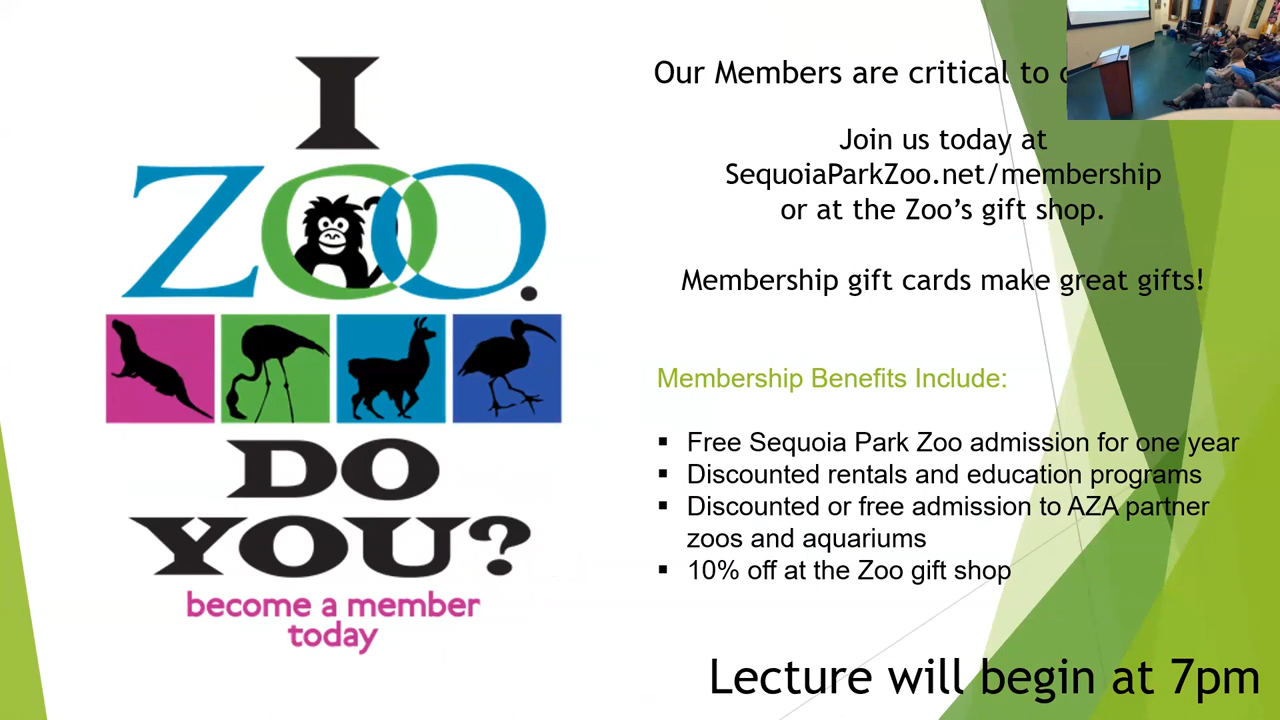 I
ZOO.
DO
YOU?
become a member
today
Our Members are critical to
Join us today at
SequoiaParkZoo.net/membership
or at the Zoo's gift shop.
Membership gift cards make great gifts!
Membership Benefits Include:
▪ Free Sequoia Park Zoo admission for one year
▪ Discounted rentals and education programs
▪ Discounted or free admission to AZA partner
zoos and aquariums
▪ 10% off at the Zoo gift shop
Lecture will begin at 7pm